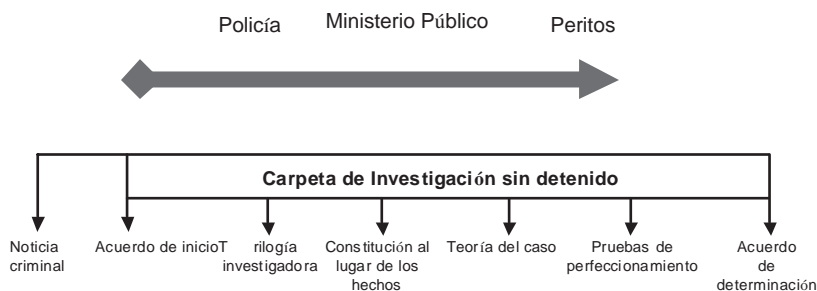 Policía Ministerio Público Peritos
Carpeta de Investigación sin detenido
Noticia
criminal
Acuerdo de inicioT
rilogía
investigadora
Constitución al
lugar de los
hechos
Teoría del caso
Pruebas de
perfeccionamiento
Acuerdo
de
determinación